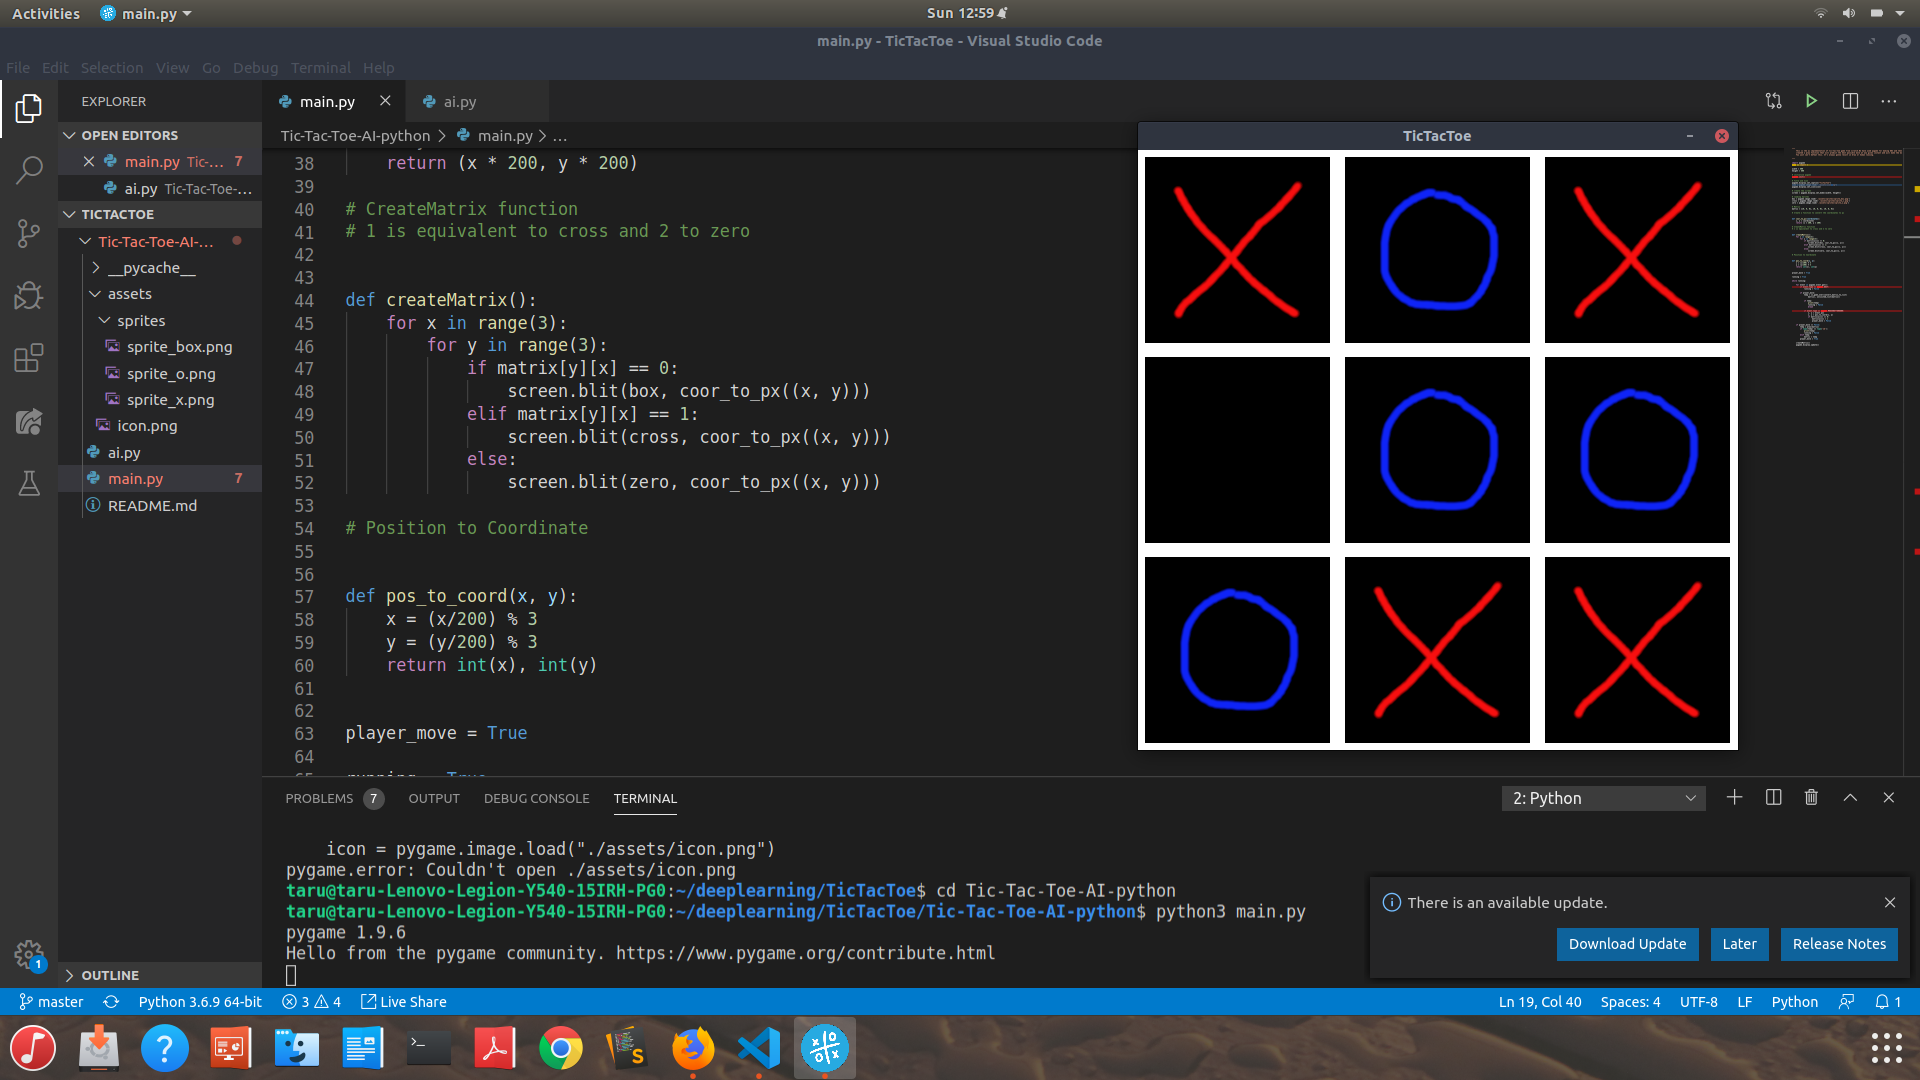 Activities main.py Sun 12:59
main.py - TicTacToe - Visual Studio Code
File Edit Selection View Go Debug Terminal Help
EXPLORER
OPEN EDITORS
main.py Tic-... 7
ai.py Tic-Tac-Toe-...
TICTACTOE
Tic-Tac-Toe-AI-...
__pycache__
assets
sprites
sprite_box.png
sprite_o.png
sprite_x.png
icon.png
ai.py
main.py 7
README.md
OUTLINE
1
main.py ai.py
Tic-Tac-Toe-AI-python > main.py > ...
38 return (x * 200, y * 200)
39
40 # CreateMatrix function
41 # 1 is equivalent to cross and 2 to zero
42
43
44 def createMatrix():
45 for x in range(3):
46 for y in range(3):
47 if matrix[y][x] == 0:
48 screen.blit(box, coor_to_px((x, y)))
49 elif matrix[y][x] == 1:
50 screen.blit(cross, coor_to_px((x, y)))
51 else:
52 screen.blit(zero, coor_to_px((x, y)))
53
54 # Position to Coordinate
55
56
57 def pos_to_coord(x, y):
58 x = (x/200) % 3
59 y = (y/200) % 3
60 return int(x), int(y)
61
62
63 player_move = True
64
TicTacToe
PROBLEMS 7 OUTPUT DEBUG CONSOLE TERMINAL 2: Python
icon = pygame.image.load("./assets/icon.png")
pygame.error: Couldn't open ./assets/icon.png
taru@taru-Lenovo-Legion-Y540-15IRH-PG0:~/deeplearning/TicTacToe$ cd Tic-Tac-Toe-AI-python
taru@taru-Lenovo-Legion-Y540-15IRH-PG0:~/deeplearning/TicTacToe/Tic-Tac-Toe-AI-python$ python3 main.py
pygame 1.9.6
Hello from the pygame community. https://www.pygame.org/contribute.html
There is an available update.
Download Update Later Release Notes
master Python 3.6.9 64-bit 3 4 Live Share Ln 19, Col 40 Spaces: 4 UTF-8 LF Python 1